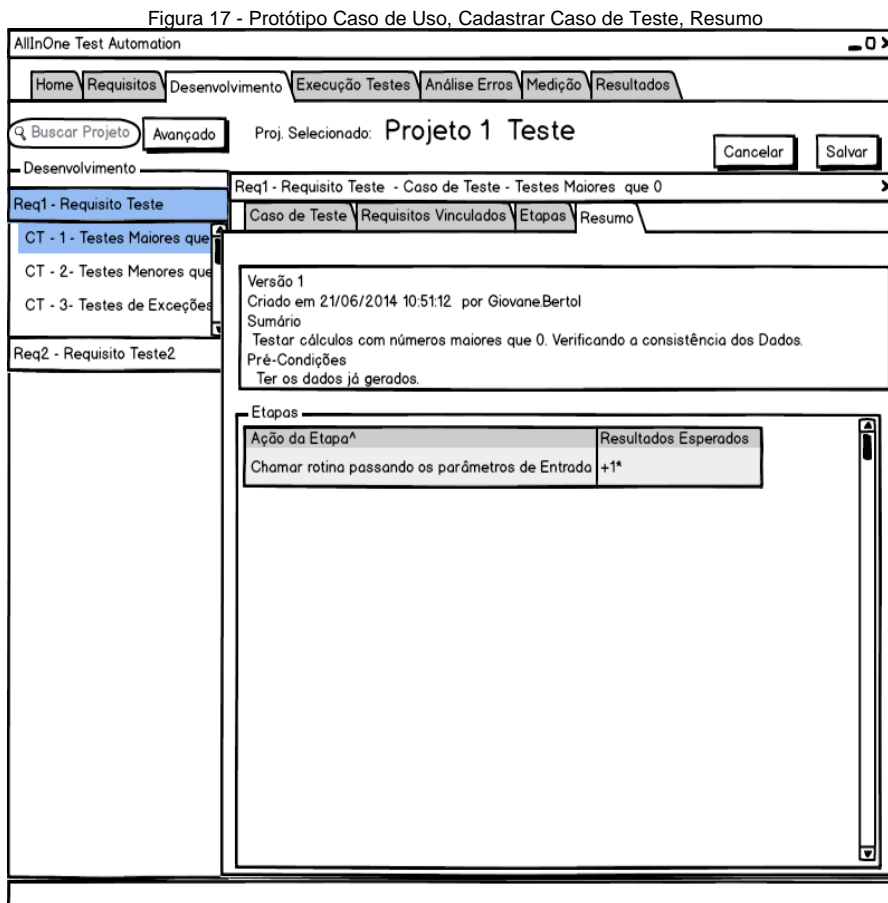 Figura 17 - Protótipo Caso de Uso, Cadastrar Caso de Teste, Resumo
AllInOne Test Automation
Home Requisitos Desenvolvimento Execução Testes Análise Erros Medição Resultados
Buscar Projeto Avançado Proj. Selecionado: Projeto 1 Teste
Cancelar Salvar
Desenvolvimento
Req1 - Requisito Teste - Caso de Teste - Testes Maiores que 0
Req1 - Requisito Teste
Caso de Teste Requisitos Vinculados Etapas Resumo
CT - 1 - Testes Maiores que
CT - 2- Testes Menores que
CT - 3- Testes de Exceções
Req2 - Requisito Teste2
Versão 1
Criado em 21/06/2014 10:51:12 por Giovane.Bertol
Sumário
Testar cálculos com números maiores que 0. Verificando a consistência dos Dados.
Pré-Condições
Ter os dados já gerados.
Etapas
Ação da Etapa^ Resultados Esperados
Chamar rotina passando os parâmetros de Entrada +1*